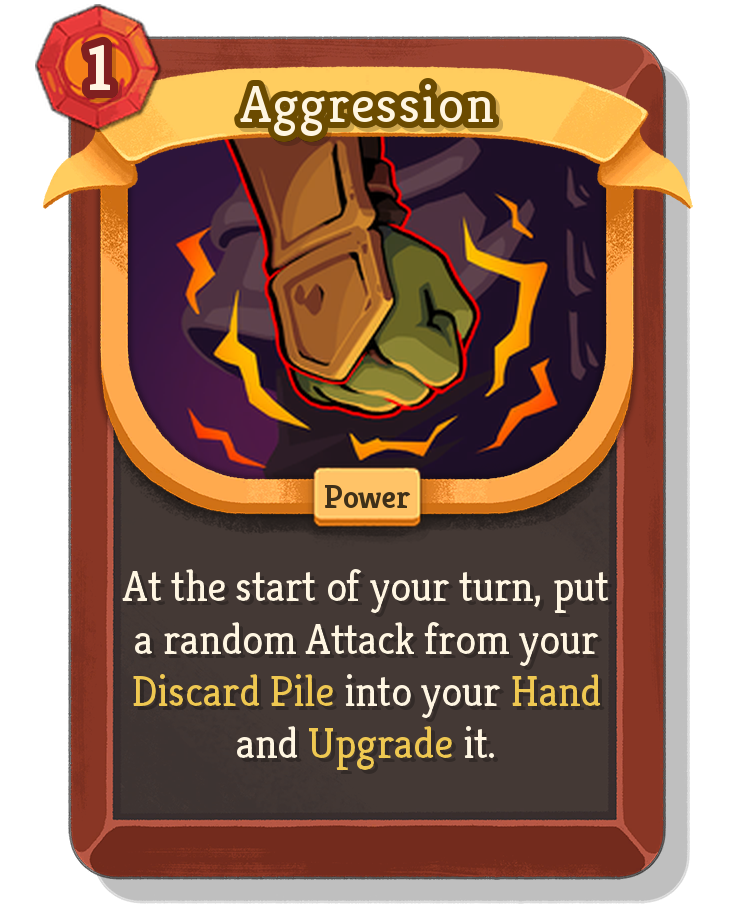 1
Aggression
Power
At the start of your turn, put
a random Attack from your
Discard Pile into your Hand
and Upgrade it.